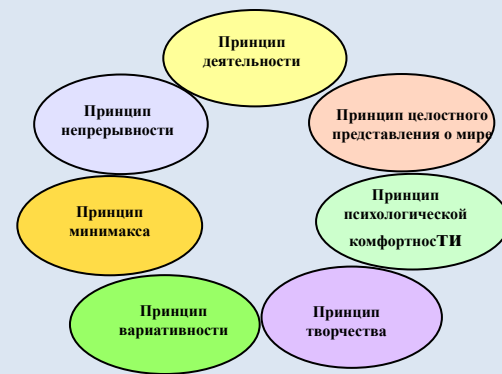 Принцип
деятельности
Принцип
непрерывности
Принцип целостного
представления о мире
Принцип
минимакса
Принцип
психологической
комфортности
Принцип
вариативности
Принцип
творчества